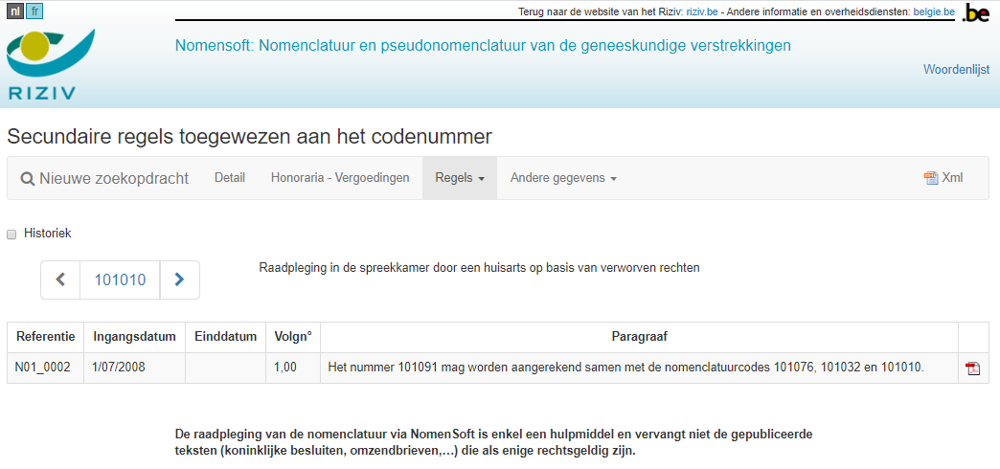 nl fr
Terug naar de website van het Riziv: riziv.be - Andere informatie en overheidsdiensten: belgie.be .be
Nomensoft: Nomenclatuur en pseudonomenclatuur van de geneeskundige verstrekkingen
Woordenlijst
RIZIV
Secundaire regels toegewezen aan het codenummer
Nieuwe zoekopdracht Detail Honoraria - Vergoedingen Regels Andere gegevens Xml
Historiek
101010 Raadpleging in de spreekkamer door een huisarts op basis van verworven rechten
Referentie Ingangsdatum Einddatum Volgn° Paragraaf
N01_0002 1/07/2008 1,00 Het nummer 101091 mag worden aangerekend samen met de nomenclatuurcodes 101076, 101032 en 101010.
De raadpleging van de nomenclatuur via NomenSoft is enkel een hulpmiddel en vervangt niet de gepubliceerde
teksten (koninklijke besluiten, omzendbrieven,...) die als enige rechtsgeldig zijn.